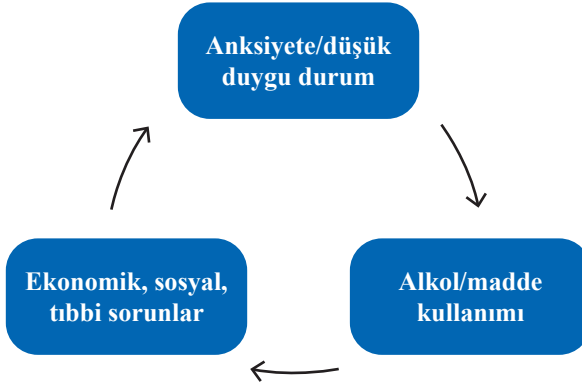 Anksiyete/düşük
duygu durum
Ekonomik, sosyal,
tıbbi sorunlar
Alkol/madde
kullanımı